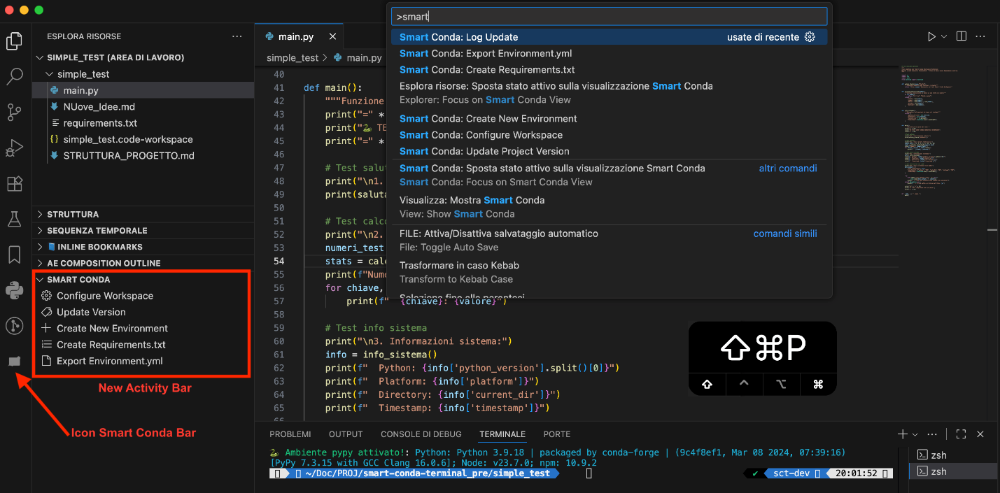 ESPLORA RISORSE
SIMPLE_TEST (AREA DI LAVORO)
simple_test
main.py
NUove_Idee.md
requirements.txt
{} simple_test.code-workspace
STRUTTURA_PROGETTO.md
STRUTTURA
SEQUENZA TEMPORALE
INLINE BOOKMARKS
AE COMPOSITION OUTLINE
SMART CONDA
Configure Workspace
Update Version
Create New Environment
Create Requirements.txt
Export Environment.yml
New Activity Bar
Icon Smart Conda Bar
main.py
simple_test > main.py
>smart
Smart Conda: Log Update usate di recente
Smart Conda: Export Environment.yml
Smart Conda: Create Requirements.txt
Esplora risorse: Sposta stato attivo sulla visualizzazione Smart Conda
Explorer: Focus on Smart Conda View
Smart Conda: Create New Environment
Smart Conda: Configure Workspace
Smart Conda: Update Project Version
Smart Conda: Sposta stato attivo sulla visualizzazione Smart Conda altri comandi
Smart Conda: Focus on Smart Conda View
Visualizza: Mostra Smart Conda
View: Show Smart Conda
FILE: Attiva/Disattiva salvataggio automatico comandi simili
File: Toggle Auto Save
Trasformare in caso Kebab
Transform to Kebab Case
40
41 def main():
42 """Funzione
43 print("=" *
44 print("🐍 TE
45 print("=" *
46
47 # Test salu
48 print("\n1.
49 print(saluta
50
51 # Test calco
52 print("\n2.
53 numeri_test
54 stats = calc
55 print(f"Nume
56 for chiave,
57 print(f" {chiave}: {valore}")
58
59 # Test info sistema
60 print("\n3. Informazioni sistema:")
61 info = info_sistema()
62 print(f" Python: {info['python_version'].split()[0]}")
63 print(f" Platform: {info['platform']}")
64 print(f" Directory: {info['current_dir']}")
65 print(f" Timestamp: {info['timestamp']}")
⇧⌘P
⇧ ⌃ ⌥ ⌘
PROBLEMI OUTPUT CONSOLE DI DEBUG TERMINALE PORTE
🐍 Ambiente pypy attivato!: Python: Python 3.9.18 | packaged by conda-forge | (9c4f8ef1, Mar 08 2024, 07:39:16)
[PyPy 7.3.15 with GCC Clang 16.0.6]; Node: v23.7.0; npm: 10.9.2
~/Doc/PROJ/smart-conda-terminal_pre/simple_test ✔ sct-dev 20:01:52
zsh
zsh